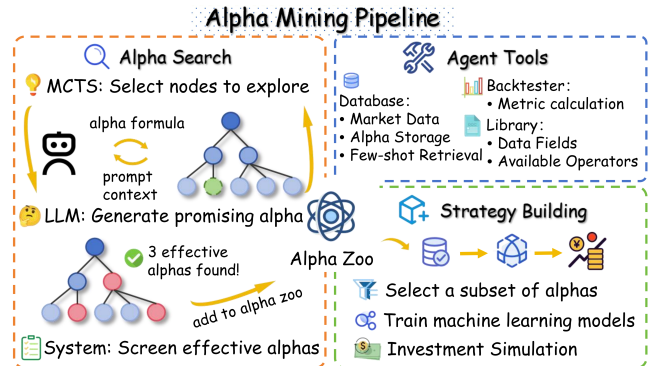 Alpha Mining Pipeline
Alpha Search
MCTS: Select nodes to explore
alpha formula
prompt
context
LLM: Generate promising alpha
3 effective
alphas found!
add to alpha zoo
System: Screen effective alphas
Alpha Zoo
Agent Tools
Database:
• Market Data
• Alpha Storage
• Few-shot Retrieval
Backtester:
• Metric calculation
Library:
• Data Fields
• Available Operators
Strategy Building
¥
Select a subset of alphas
Train machine learning models
$
Investment Simulation